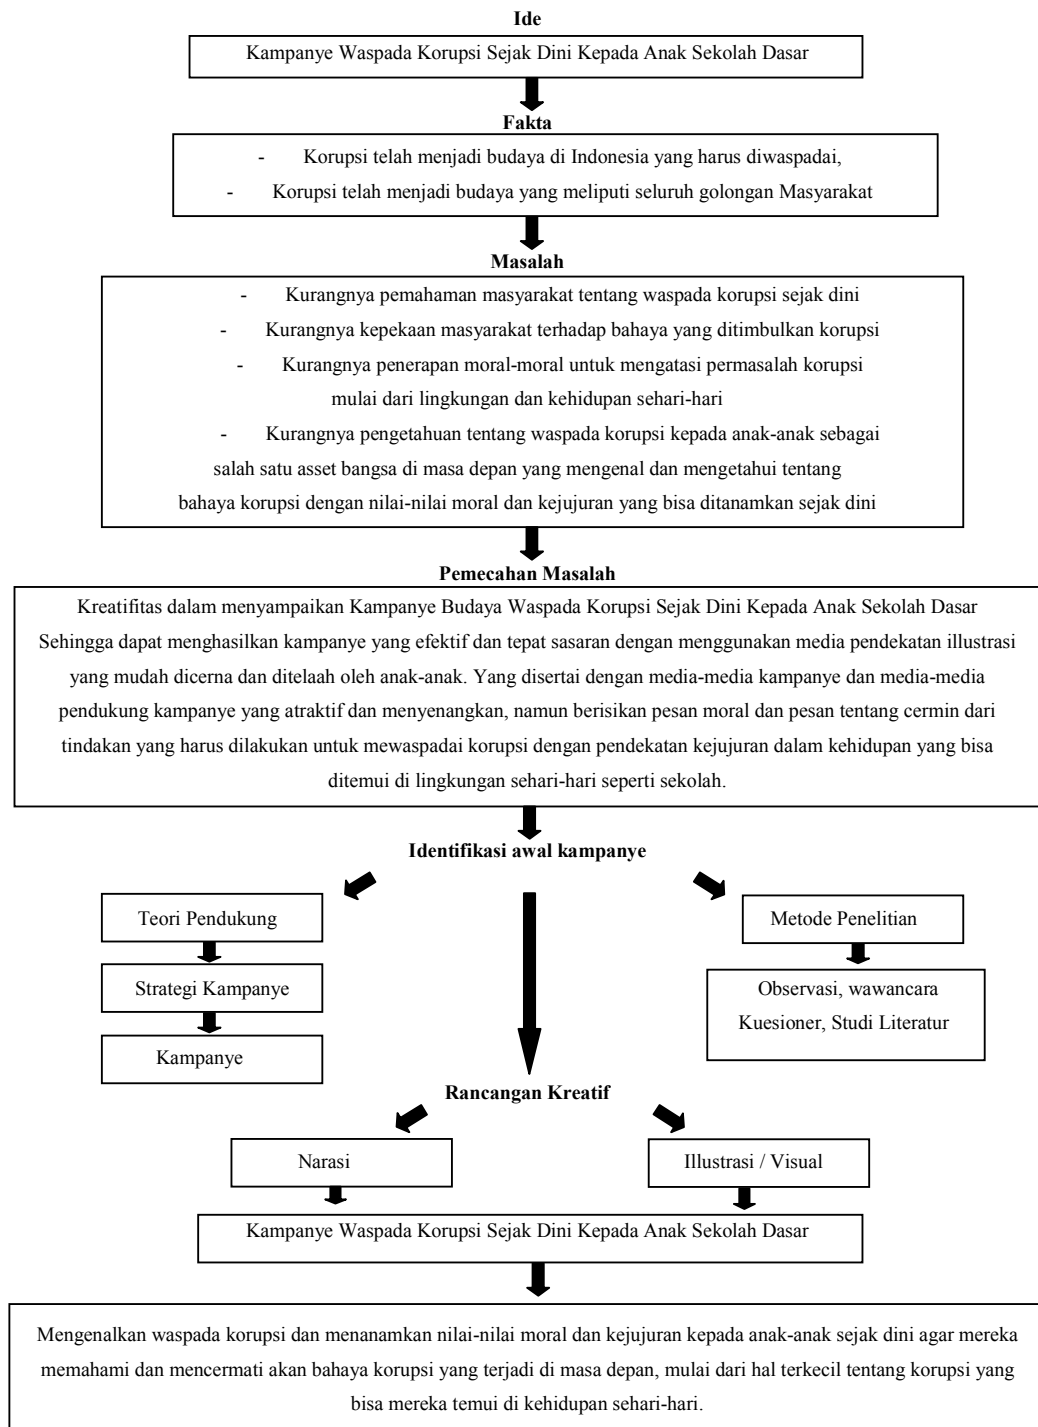 Ide
Kampanye Waspada Korupsi Sejak Dini Kepada Anak Sekolah Dasar
Fakta
- Korupsi telah menjadi budaya di Indonesia yang harus diwaspadai,
- Korupsi telah menjadi budaya yang meliputi seluruh golongan Masyarakat
Masalah
- Kurangnya pemahaman masyarakat tentang waspada korupsi sejak dini
- Kurangnya kepekaan masyarakat terhadap bahaya yang ditimbulkan korupsi
- Kurangnya penerapan moral-moral untuk mengatasi permasalah korupsi
mulai dari lingkungan dan kehidupan sehari-hari
- Kurangnya pengetahuan tentang waspada korupsi kepada anak-anak sebagai
salah satu asset bangsa di masa depan yang mengenal dan mengetahui tentang
bahaya korupsi dengan nilai-nilai moral dan kejujuran yang bisa ditanamkan sejak dini
Pemecahan Masalah
Kreatifitas dalam menyampaikan Kampanye Budaya Waspada Korupsi Sejak Dini Kepada Anak Sekolah Dasar
Sehingga dapat menghasilkan kampanye yang efektif dan tepat sasaran dengan menggunakan media pendekatan illustrasi
yang mudah dicerna dan ditelaah oleh anak-anak. Yang disertai dengan media-media kampanye dan media-media
pendukung kampanye yang atraktif dan menyenangkan, namun berisikan pesan moral dan pesan tentang cermin dari
tindakan yang harus dilakukan untuk mewaspadai korupsi dengan pendekatan kejujuran dalam kehidupan yang bisa
ditemui di lingkungan sehari-hari seperti sekolah.
Identifikasi awal kampanye
Teori Pendukung
Strategi Kampanye
Kampanye
Metode Penelitian
Observasi, wawancara
Kuesioner, Studi Literatur
Rancangan Kreatif
Narasi
Illustrasi / Visual
Kampanye Waspada Korupsi Sejak Dini Kepada Anak Sekolah Dasar
Mengenalkan waspada korupsi dan menanamkan nilai-nilai moral dan kejujuran kepada anak-anak sejak dini agar mereka
memahami dan mencermati akan bahaya korupsi yang terjadi di masa depan, mulai dari hal terkecil tentang korupsi yang
bisa mereka temui di kehidupan sehari-hari.